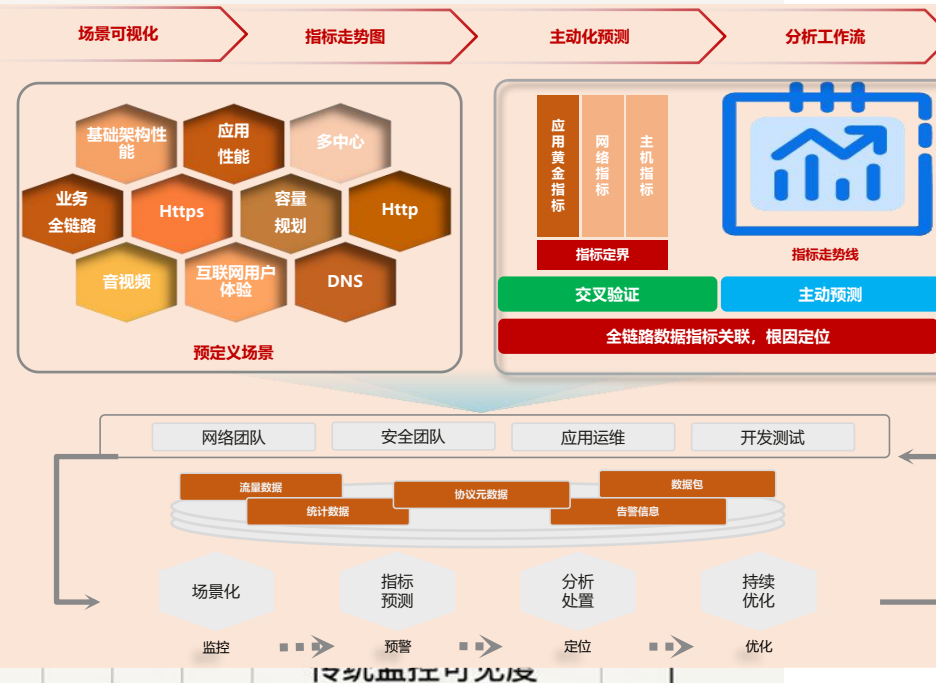 场景可视化
指标走势图
主动化预测
分析工作流
基础架构性
能
应用
性能
多中心
业务
全链路
Https
容量
规划
Http
音视频
互联网用户
体验
DNS
预定义场景
应用黄金指标
网络指标
主机指标
指标定界
指标走势线
交叉验证
主动预测
全链路数据指标关联，根因定位
网络团队
安全团队
应用运维
开发测试
流量数据
协议元数据
数据包
统计数据
告警信息
场景化
指标
预测
分析
处置
持续
优化
监控
预警
定位
优化
传统监控可见度